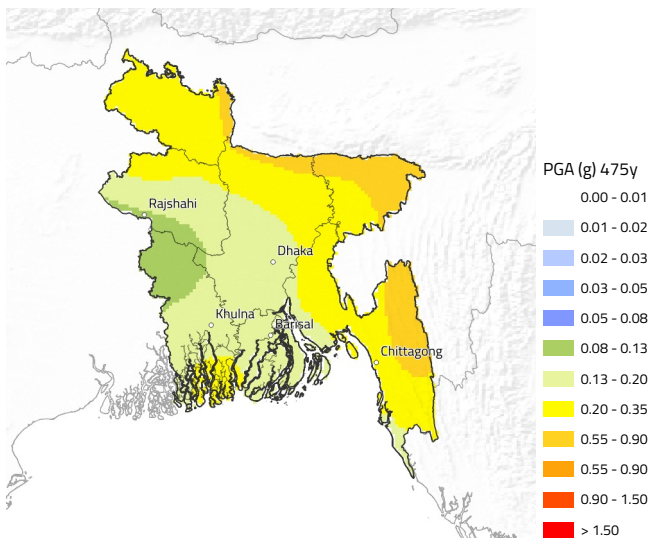 Rajshahi
Dhaka
Khulna
Barisal
Chittagong
PGA (g) 475y
0.00 - 0.01
0.01 - 0.02
0.02 - 0.03
0.03 - 0.05
0.05 - 0.08
0.08 - 0.13
0.13 - 0.20
0.20 - 0.35
0.55 - 0.90
0.55 - 0.90
0.90 - 1.50
> 1.50